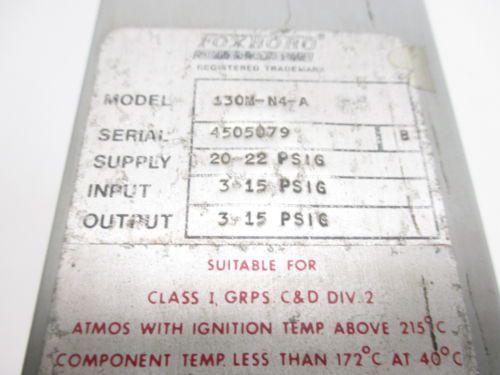 FOXBORO
REGISTERED TRADEMARK
MODEL 130M-N4-A
SERIAL 4505079 B
SUPPLY 20-22 PSIG
INPUT 3-15 PSIG
OUTPUT 3-15 PSIG
SUITABLE FOR
CLASS I, GRPS. C&D DIV. 2
ATMOS WITH IGNITION TEMP. ABOVE 215°C
COMPONENT TEMP. LESS THAN 172°C AT 40°C